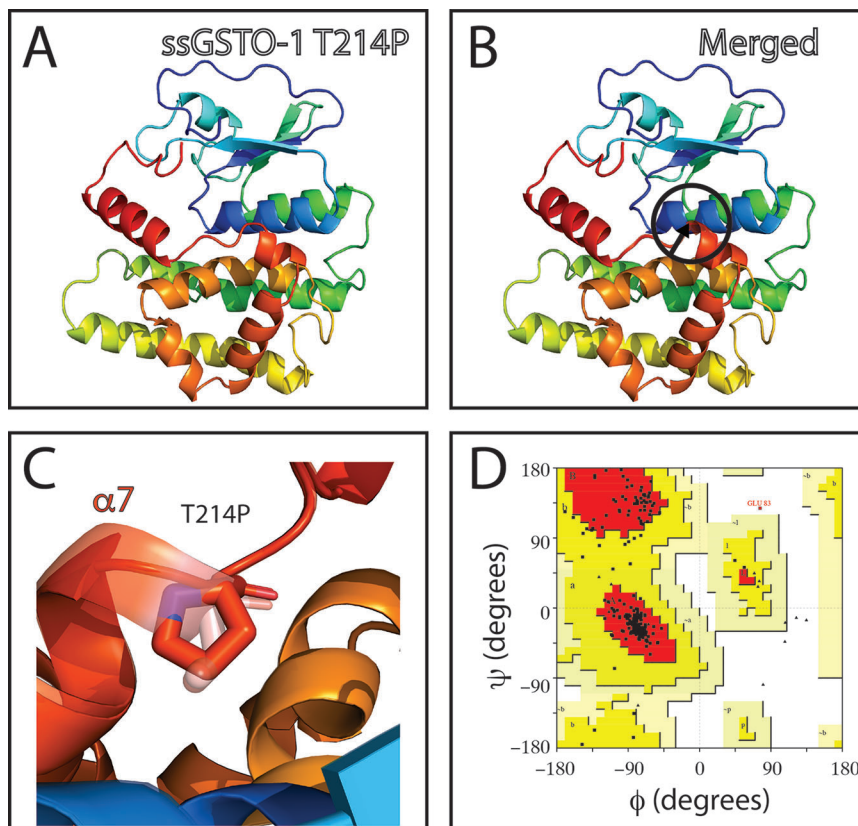 A
ssGSTO-1 T214P
B
Merged
C
α7
T214P
D
180
90
0
-90
-180
ψ (degrees)
B
b
~b
~l
l
GLU 83
a
~a
b
~b
~p
p
~b
b
~b
-180
-90
0
90
180
ϕ (degrees)